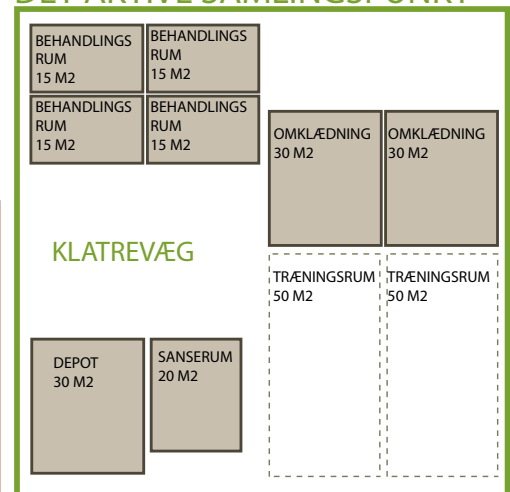 BEHANDLINGS
RUM
15 M2
BEHANDLINGS
RUM
15 M2
BEHANDLINGS
RUM
15 M2
BEHANDLINGS
RUM
15 M2
OMKLÆDNING
30 M2
OMKLÆDNING
30 M2
KLATREVÆG
TRÆNINGSRUM
50 M2
TRÆNINGSRUM
50 M2
DEPOT
30 M2
SANSERUM
20 M2